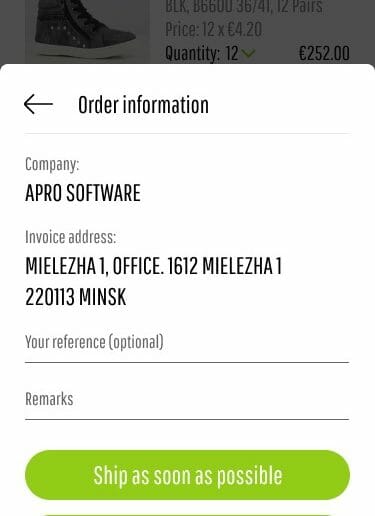 BLK, B6600 36/41, 12 Pairs
Price: 12 x €4.20
Quantity: 12 €252.00
Order information
Company:
APRO SOFTWARE
Invoice address:
MIELEZHA 1, OFFICE. 1612 MIELEZHA 1
220113 MINSK
Your reference (optional)
Remarks
Ship as soon as possible